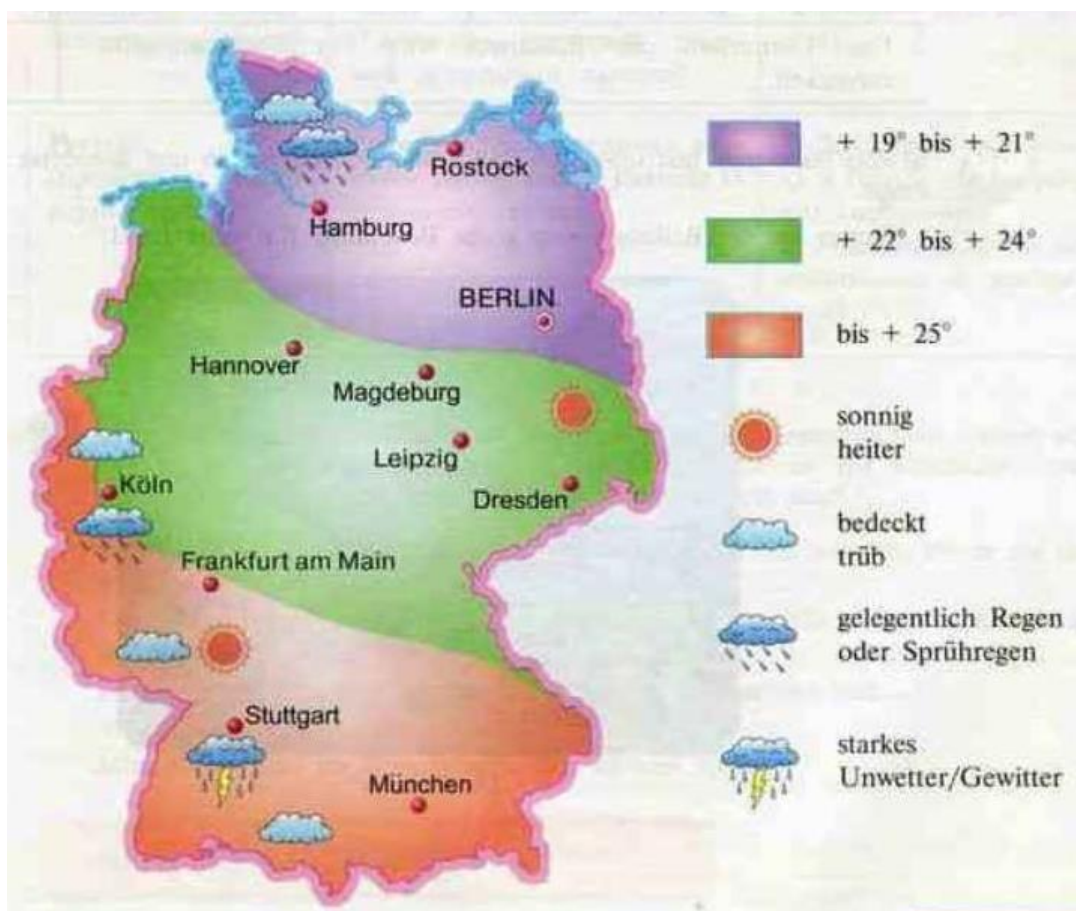 Rostock
Hamburg
BERLIN
Hannover
Magdeburg
Leipzig
Köln
Dresden
Frankfurt am Main
Stuttgart
München
+ 19° bis + 21°
+ 22° bis + 24°
bis + 25°
sonnig
heiter
bedeckt
trüb
gelegentlich Regen
oder Sprühregen
starkes
Unwetter/Gewitter